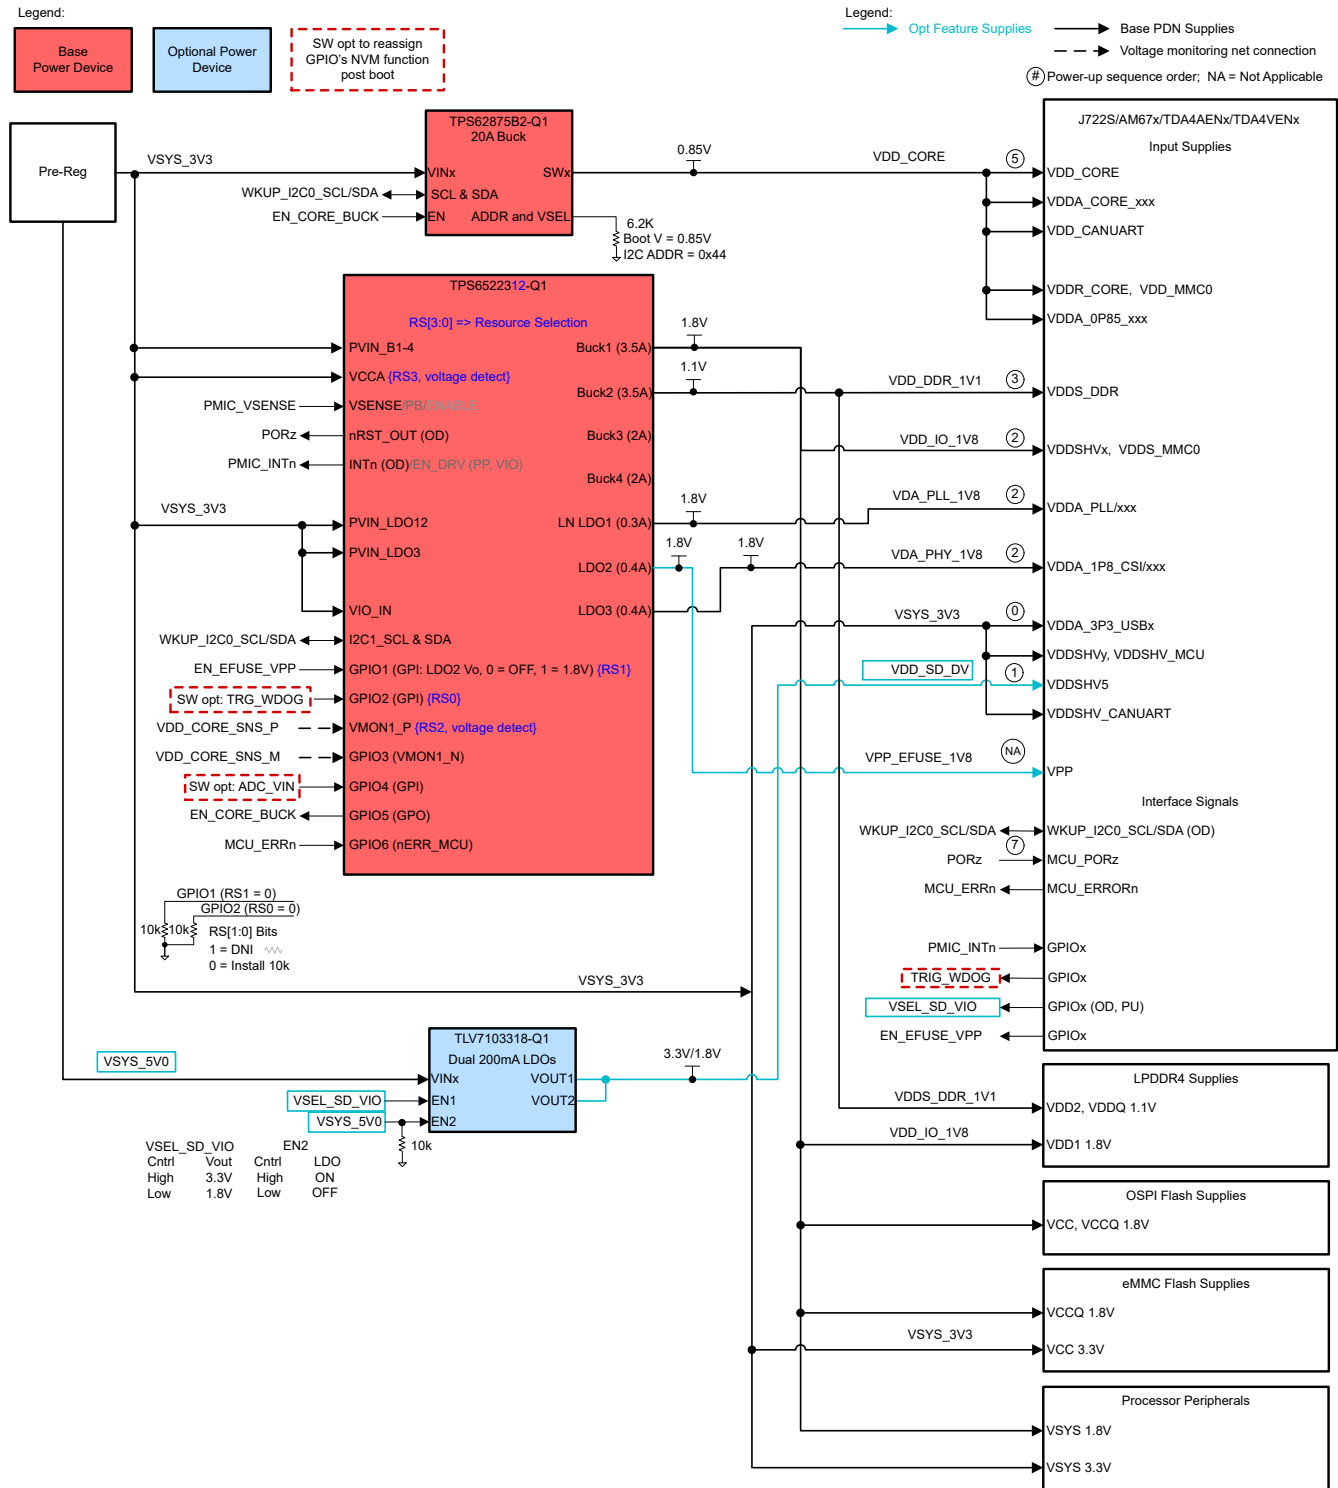 Legend:
Base
Power Device
Optional Power
Device
SW opt to reassign
GPIO's NVM function
post boot
Legend:
Opt Feature Supplies
Base PDN Supplies
Voltage monitoring net connection
# Power-up sequence order; NA = Not Applicable
Pre-Reg
VSYS_3V3
TPS62875B2-Q1
20A Buck
VINx
SWx
SCL & SDA
EN
ADDR and VSEL
WKUP_I2C0_SCL/SDA
EN_CORE_BUCK
6.2K
Boot V = 0.85V
I2C ADDR = 0x44
0.85V
VDD_CORE
5
J722S/AM67x/TDA4AENx/TDA4VENx
Input Supplies
VDD_CORE
VDDA_CORE_xxx
VDD_CANUART
VDDR_CORE, VDD_MMC0
VDDA_0P85_xxx
TPS6522312-Q1
RS[3:0] => Resource Selection
PVIN_B1-4
Buck1 (3.5A)
1.8V
VCCA {RS3, voltage detect}
Buck2 (3.5A)
1.1V
VDD_DDR_1V1
3
VDDS_DDR
PMIC_VSENSE
VSENSE/PB/ENABLE
PORz
nRST_OUT (OD)
Buck3 (2A)
VDD_IO_1V8
2
VDDSHVx, VDDS_MMC0
PMIC_INTn
INTn (OD)/EN_DRV (PP, VIO)
Buck4 (2A)
VSYS_3V3
PVIN_LDO12
LN LDO1 (0.3A)
1.8V
VDA_PLL_1V8
2
VDDA_PLL/xxx
PVIN_LDO3
LDO2 (0.4A)
1.8V
1.8V
VDA_PHY_1V8
2
VDDA_1P8_CSI/xxx
VIO_IN
LDO3 (0.4A)
VSYS_3V3
0
VDDA_3P3_USBx
WKUP_I2C0_SCL/SDA
I2C1_SCL & SDA
VDDSHVy, VDDSHV_MCU
EN_EFUSE_VPP
GPIO1 (GPI: LDO2 Vo, 0 = OFF, 1 = 1.8V) {RS1}
VDD_SD_DV
1
VDDSHV5
SW opt: TRG_WDOG
GPIO2 (GPI) {RS0}
VDDSHV_CANUART
VDD_CORE_SNS_P
VMON1_P {RS2, voltage detect}
VDD_CORE_SNS_M
GPIO3 (VMON1_N)
VPP_EFUSE_1V8
NA
VPP
SW opt: ADC_VIN
GPIO4 (GPI)
EN_CORE_BUCK
GPIO5 (GPO)
MCU_ERRn
GPIO6 (nERR_MCU)
Interface Signals
WKUP_I2C0_SCL/SDA
WKUP_I2C0_SCL/SDA (OD)
PORz
7
MCU_PORz
MCU_ERRn
MCU_ERRORn
PMIC_INTn
GPIOx
TRIG_WDOG
GPIOx
VSEL_SD_VIO
GPIOx (OD, PU)
EN_EFUSE_VPP
GPIOx
GPIO1 (RS1 = 0)
GPIO2 (RS0 = 0)
10k
10k
RS[1:0] Bits
1 = DNI
0 = Install 10k
VSYS_3V3
VSYS_5V0
TLV7103318-Q1
Dual 200mA LDOs
VINx
VOUT1
EN1
VOUT2
EN2
VSEL_SD_VIO
VSYS_5V0
10k
3.3V/1.8V
VSEL_SD_VIO EN2
Cntrl Vout Cntrl LDO
High 3.3V High ON
Low 1.8V Low OFF
LPDDR4 Supplies
VDDS_DDR_1V1
VDD2, VDDQ 1.1V
VDD_IO_1V8
VDD1 1.8V
OSPI Flash Supplies
VCC, VCCQ 1.8V
eMMC Flash Supplies
VCCQ 1.8V
VSYS_3V3
VCC 3.3V
Processor Peripherals
VSYS 1.8V
VSYS 3.3V